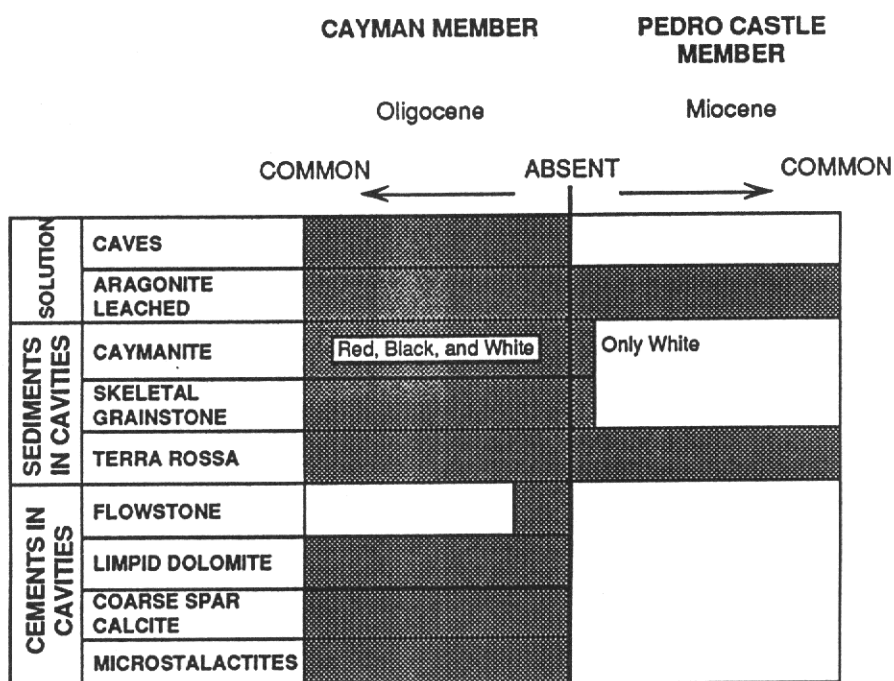 CAYMAN MEMBER
PEDRO CASTLE
MEMBER
Oligocene
Miocene
COMMON
ABSENT
COMMON
SOLUTION
CAVES
ARAGONITE
LEACHED
SEDIMENTS
IN CAVITIES
CAYMANITE
Red, Black, and White
Only White
SKELETAL
GRAINSTONE
TERRA ROSSA
CEMENTS IN
CAVITIES
FLOWSTONE
LIMPID DOLOMITE
COARSE SPAR
CALCITE
MICROSTALACTITES